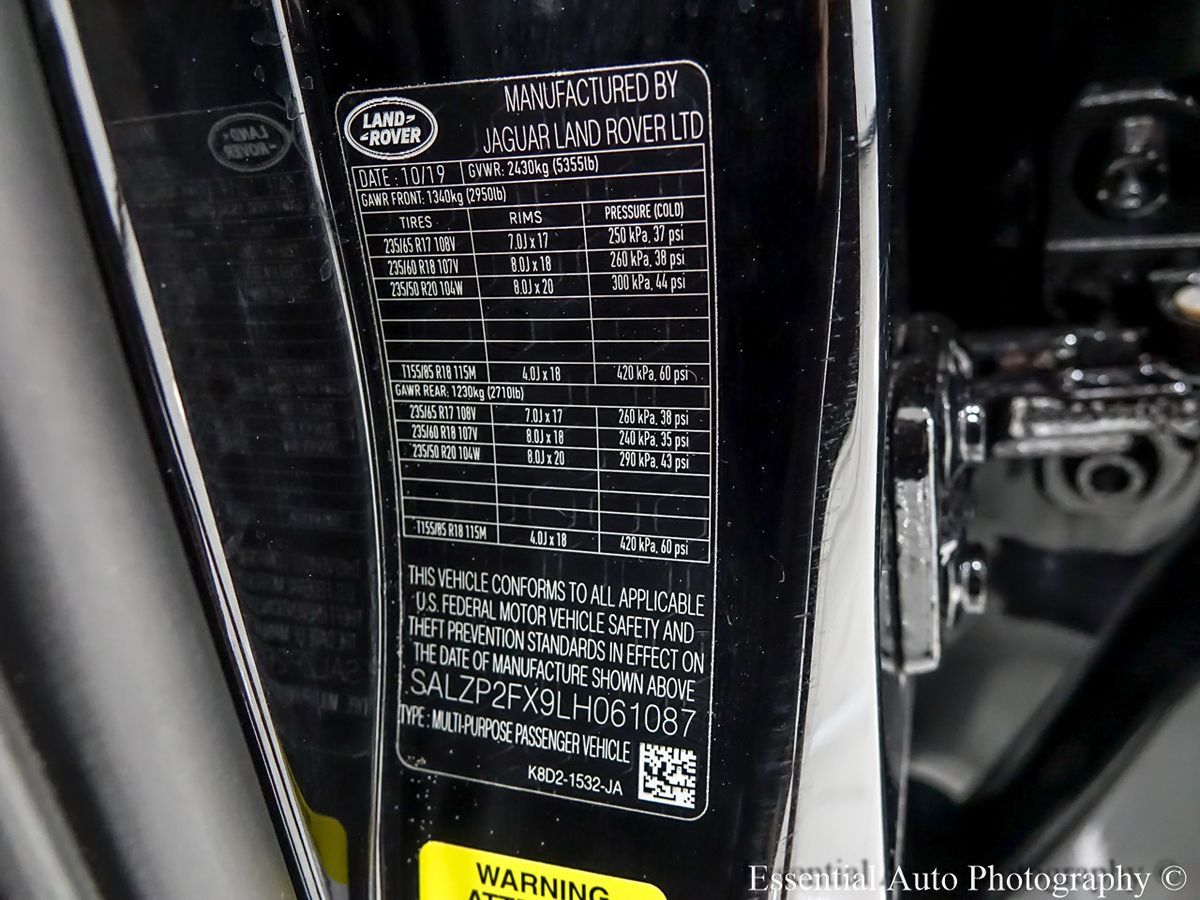 LAND-
-ROVER
MANUFACTURED BY
JAGUAR LAND ROVER LTD
DATE : 10/19 GVWR: 2430kg (5355lb)
GAWR FRONT: 1340kg (2950lb)
TIRES RIMS PRESSURE (COLD)
235/65 R17 108V 7.0J x 17 250 kPa, 37 psi
235/60 R18 107V 8.0J x 18 260 kPa, 38 psi
235/50 R20 104W 8.0J x 20 300 kPa, 44 psi
T155/85 R18 115M 4.0J x 18 420 kPa, 60 psi
GAWR REAR: 1230kg (2710lb)
235/65 R17 108V 7.0J x 17 260 kPa, 38 psi
235/60 R18 107V 8.0J x 18 240 kPa, 35 psi
235/50 R20 104W 8.0J x 20 290 kPa, 43 psi
T155/85 R18 115M 4.0J x 18 420 kPa, 60 psi
THIS VEHICLE CONFORMS TO ALL APPLICABLE
U.S. FEDERAL MOTOR VEHICLE SAFETY AND
THEFT PREVENTION STANDARDS IN EFFECT ON
THE DATE OF MANUFACTURE SHOWN ABOVE
SALZP2FX9LH061087
TYPE : MULTI-PURPOSE PASSENGER VEHICLE
K8D2-1532-JA
WARNING
Essential Auto Photography ©